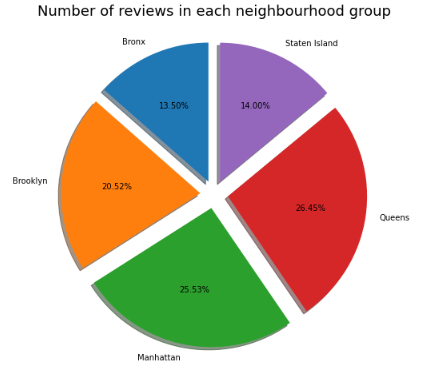 Number of reviews in each neighbourhood group
Bronx
Staten Island
13.50%
14.00%
Brooklyn
20.52%
26.45%
Queens
25.53%
Manhattan